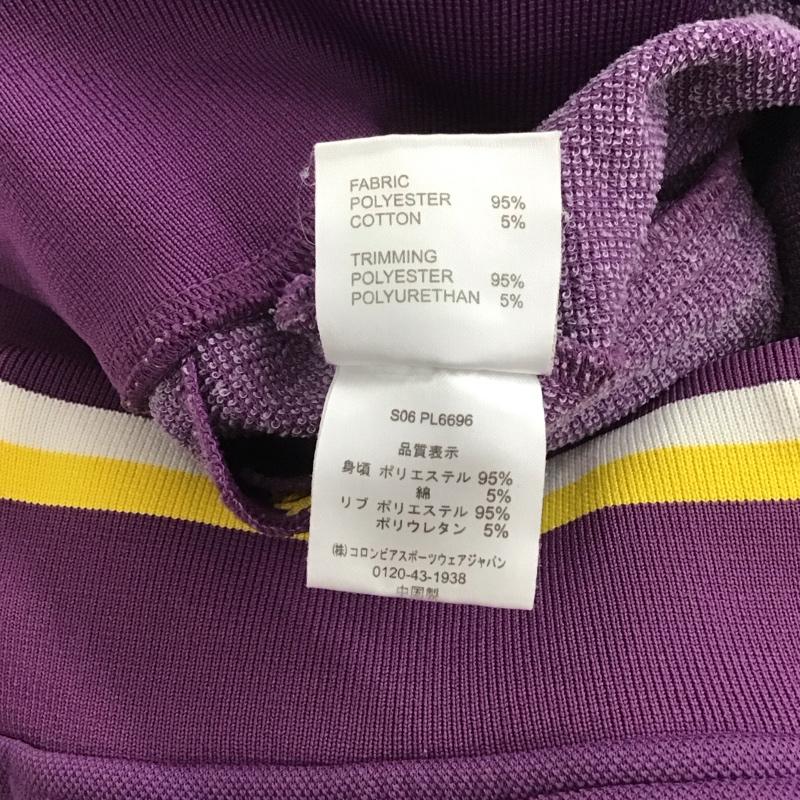 FABRIC
POLYESTER 95%
COTTON 5%
TRIMMING
POLYESTER 95%
POLYURETHAN 5%
S06 PL6696
品質表示
身頃 ポリエステル 95%
綿 5%
リブ ポリエステル 95%
ポリウレタン 5%
(株)コロンビアスポーツウェアジャパン
0120-43-1938
中国製